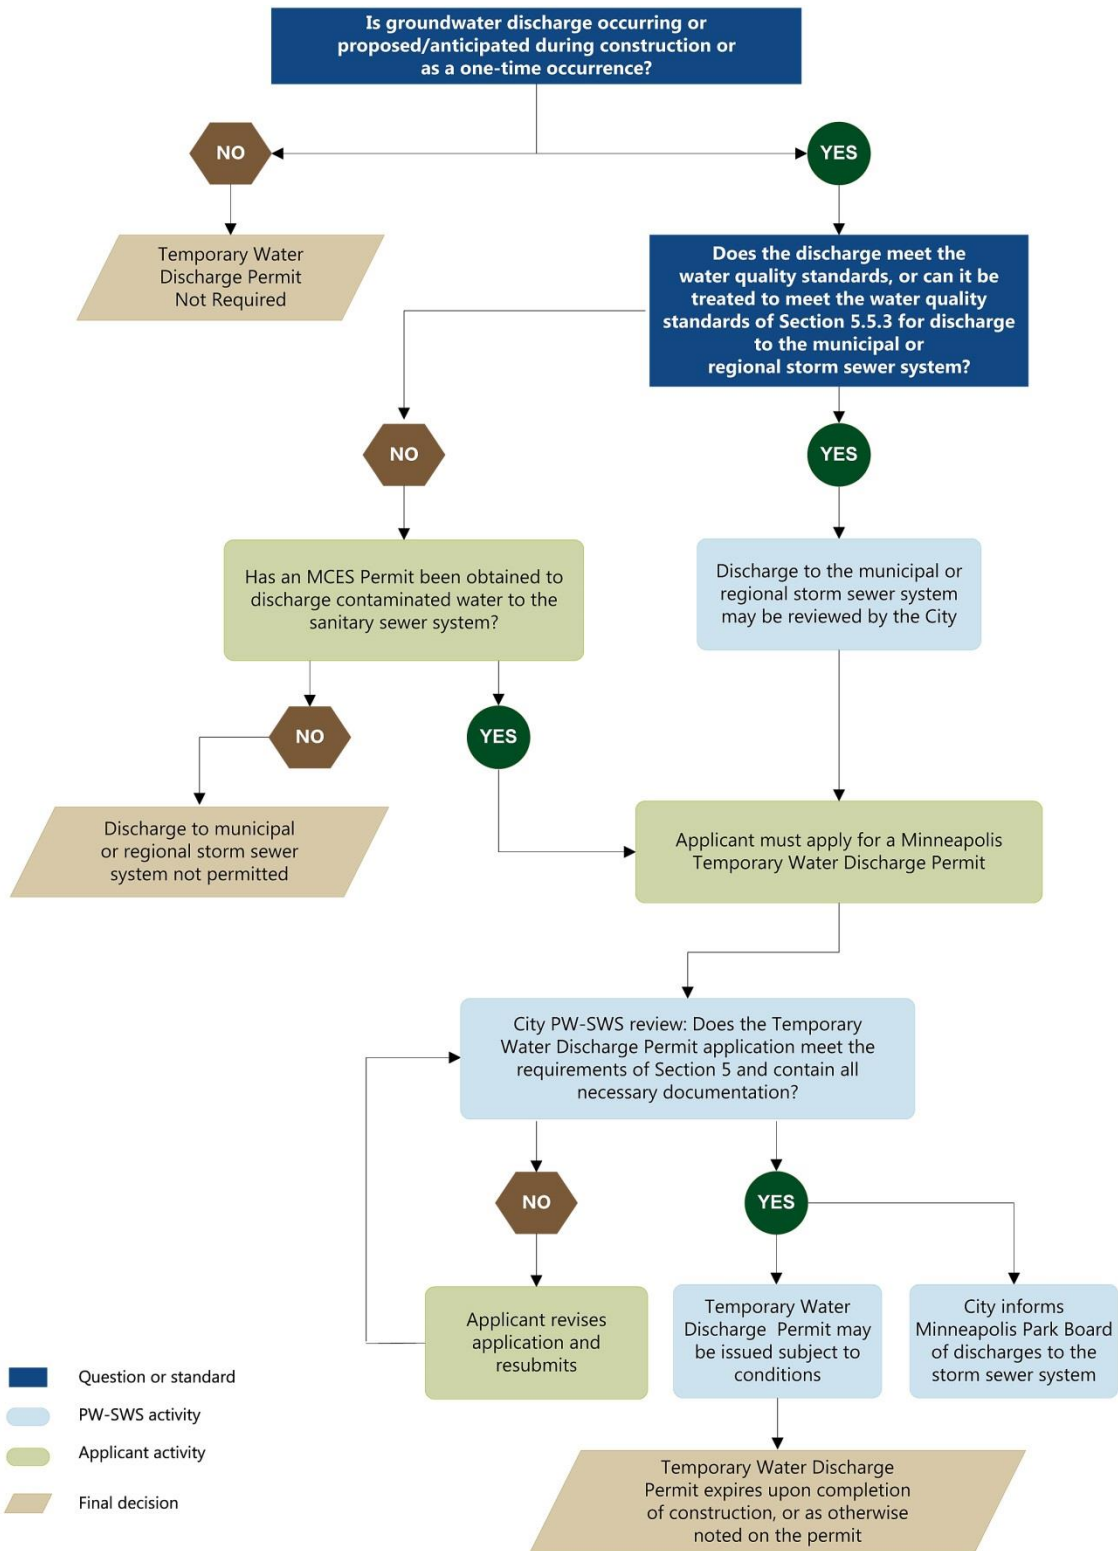 Is groundwater discharge occurring or
proposed/anticipated during construction or
as a one-time occurrence?
NO
YES
Temporary Water
Discharge Permit
Not Required
Does the discharge meet the
water quality standards, or can it be
treated to meet the water quality
standards of Section 5.5.3 for discharge
to the municipal or
regional storm sewer system?
NO
YES
Has an MCES Permit been obtained to
discharge contaminated water to the
sanitary sewer system?
Discharge to the municipal or
regional storm sewer system
may be reviewed by the City
NO
YES
Discharge to municipal
or regional storm sewer
system not permitted
Applicant must apply for a Minneapolis
Temporary Water Discharge Permit
City PW-SWS review: Does the Temporary
Water Discharge Permit application meet the
requirements of Section 5 and contain all
necessary documentation?
NO
YES
Applicant revises
application and
resubmits
Temporary Water
Discharge Permit may
be issued subject to
conditions
City informs
Minneapolis Park Board
of discharges to the
storm sewer system
Temporary Water Discharge
Permit expires upon completion
of construction, or as otherwise
noted on the permit
Question or standard
PW-SWS activity
Applicant activity
Final decision